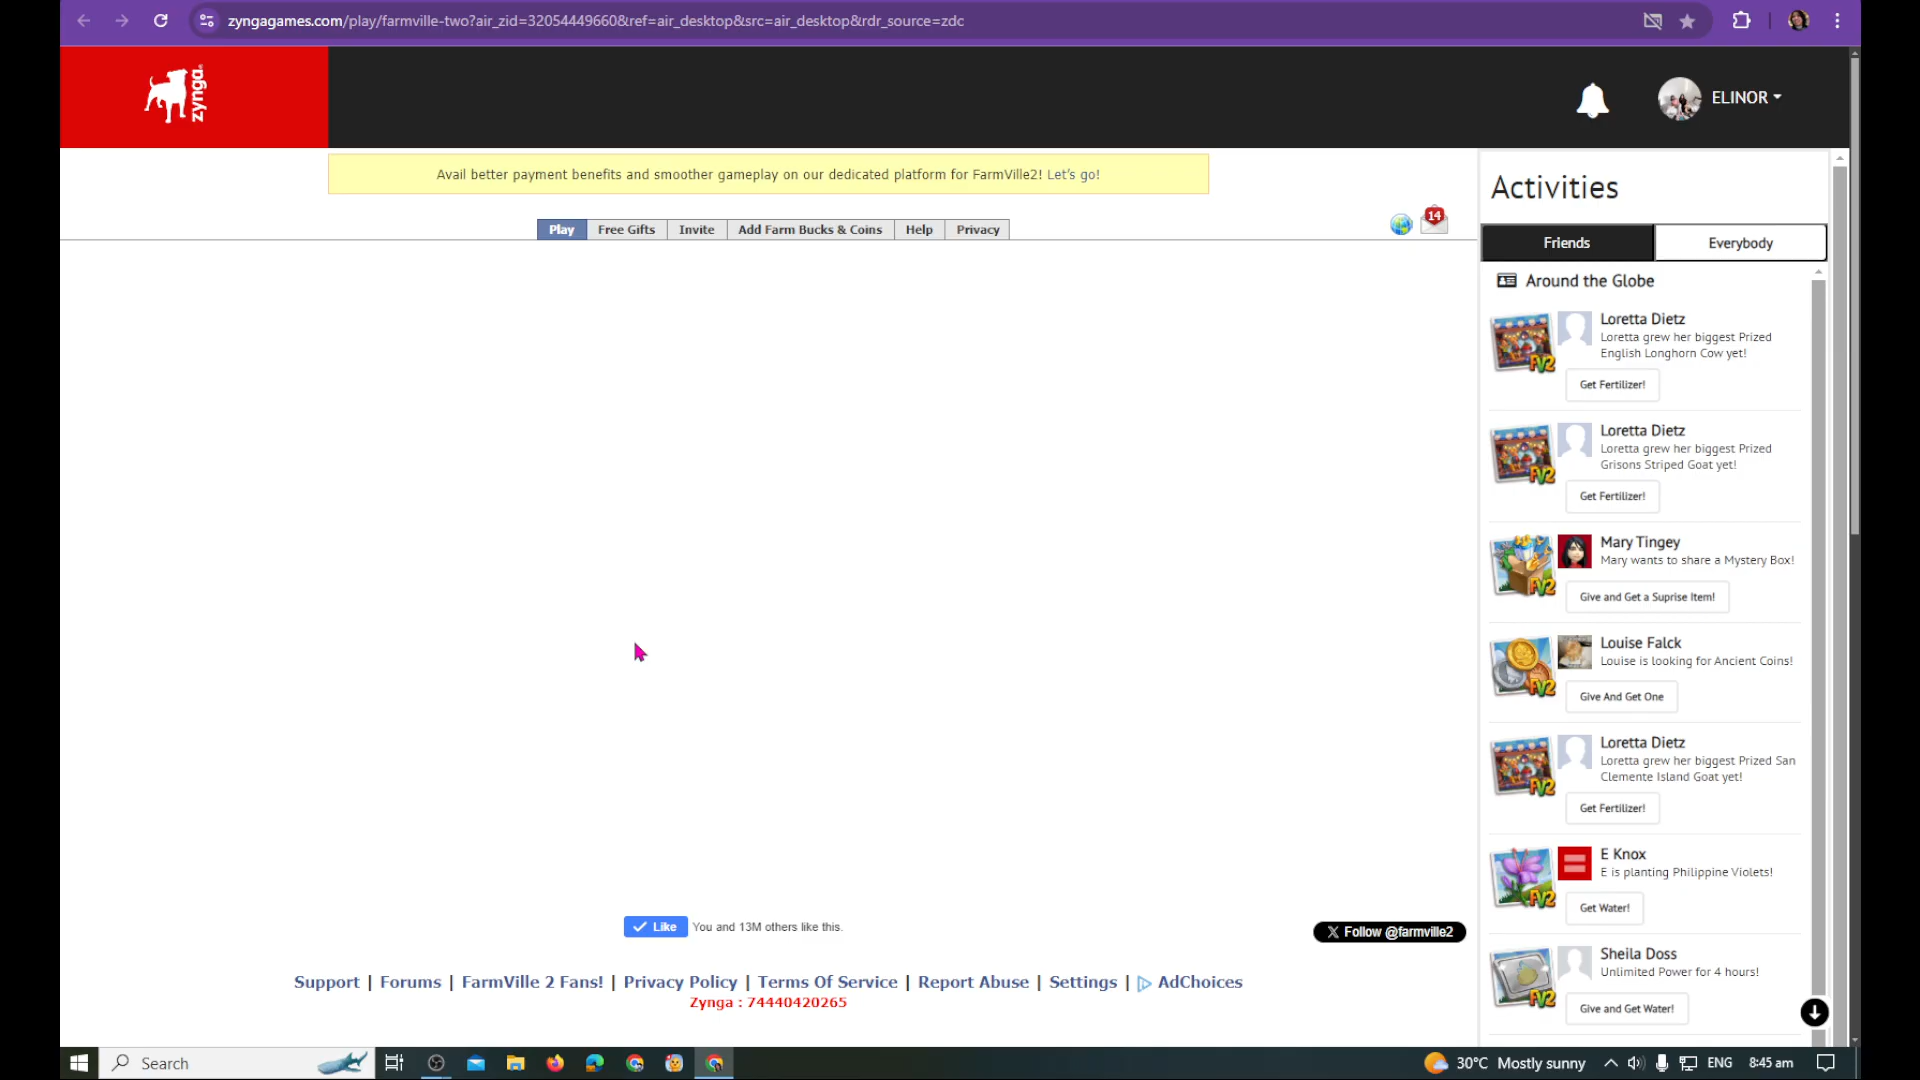 zyngagames.com/play/farmville-two?air_zid=32054449660&ref=air_desktop&src=air_desktop&rdr_source=zdc
zynga
ELINOR
Avail better payment benefits and smoother gameplay on our dedicated platform for FarmVille2! Let's go!
14
Play
Free Gifts
Invite
Add Farm Bucks & Coins
Help
Privacy
Activities
Friends
Everybody
Around the Globe
Loretta Dietz
Loretta grew her biggest Prized
English Longhorn Cow yet!
FV2
Get Fertilizer!
Loretta Dietz
Loretta grew her biggest Prized
Grisons Striped Goat yet!
FV2
Get Fertilizer!
Mary Tingey
Mary wants to share a Mystery Box!
FV2
Give and Get a Suprise Item!
Louise Falck
Louise is looking for Ancient Coins!
FV2
Give And Get One
Loretta Dietz
Loretta grew her biggest Prized San
Clemente Island Goat yet!
FV2
Get Fertilizer!
E Knox
E is planting Philippine Violets!
FV2
Get Water!
Sheila Doss
Unlimited Power for 4 hours!
FV2
Give and Get Water!
Like
You and 13M others like this.
X Follow @farmville2
Support | Forums | FarmVille 2 Fans! | Privacy Policy | Terms Of Service | Report Abuse | Settings | AdChoices
Zynga : 74440420265
Search
30°C Mostly sunny
ENG
8:45 am